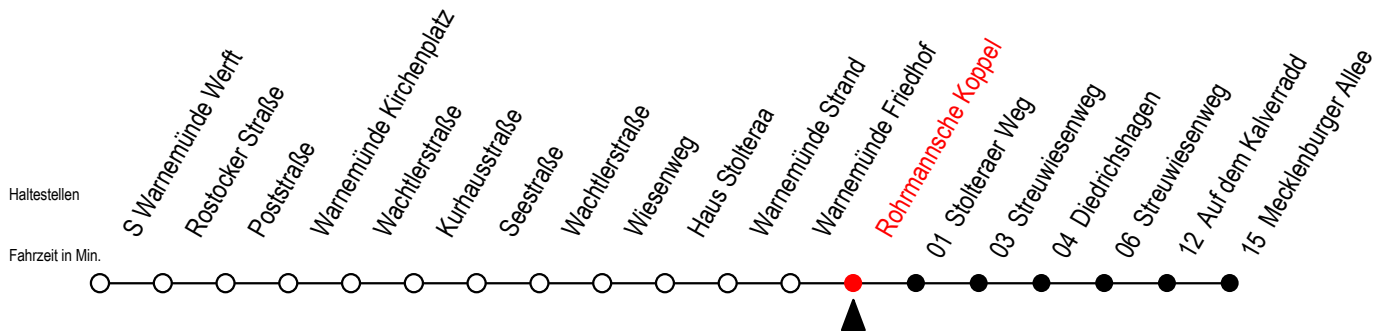 S Warnemünde Werft
Rostocker Straße
Poststraße
Warnemünde Kirchenplatz
Wachtlerstraße
Kurhausstraße
Seestraße
Wachtlerstraße
Wiesenweg
Haus Stolteraa
Warnemünde Strand
Warnemünde Friedhof
Rohrmannsche Koppel
01 Stolteraer Weg
03 Streuwiesenweg
04 Diedrichshagen
06 Streuwiesenweg
12 Auf dem Kalverradd
15 Mecklenburger Allee
Haltestellen
Fahrzeit in Min.